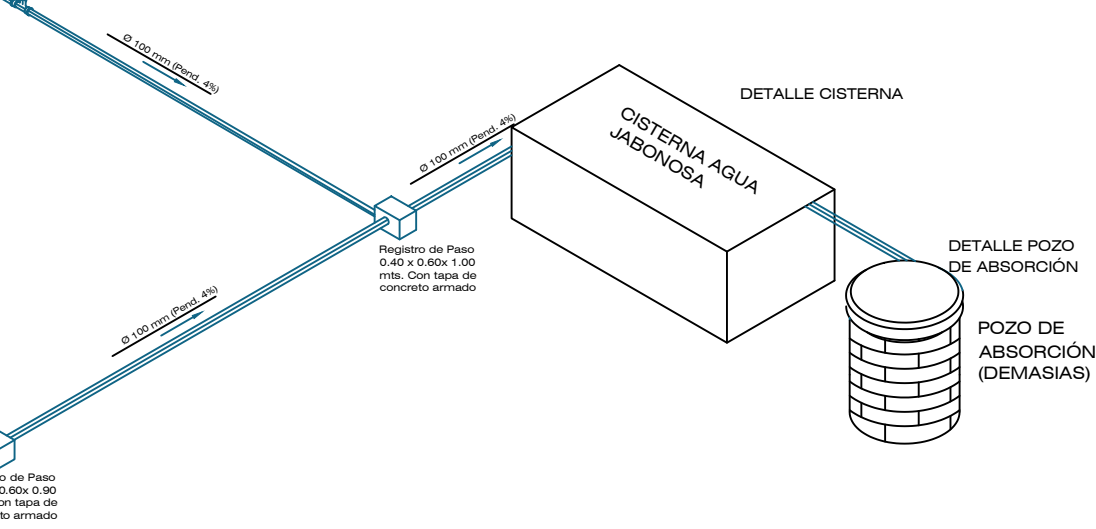 Ø 100 mm (Pend. 4%)
Ø 100 mm (Pend. 4%)
DETALLE CISTERNA
CISTERNA AGUA
JABONOSA
Registro de Paso
0.40 x 0.60x 1.00
mts. Con tapa de
concreto armado
DETALLE POZO
DE ABSORCIÓN
POZO DE
ABSORCIÓN
(DEMASIAS)
Ø 100 mm (Pend. 4%)
o de Paso
0.60x 0.90
on tapa de
to armado